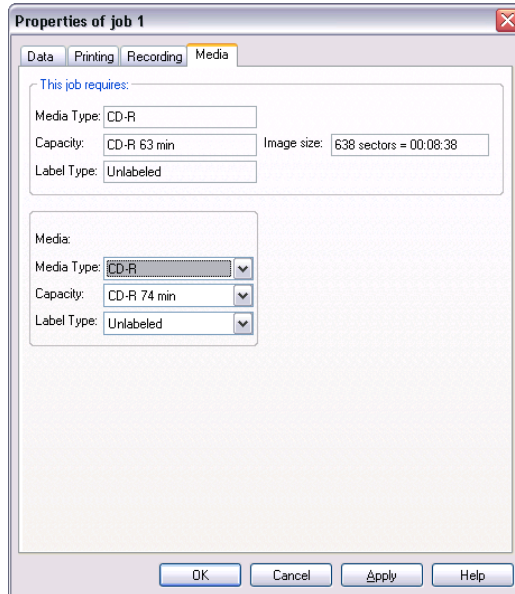 Properties of job 1
Data Printing Recording Media
This job requires:
Media Type: CD-R
Capacity: CD-R 63 min Image size: 638 sectors = 00:08:38
Label Type: Unlabeled
Media:
Media Type: CD-R
Capacity: CD-R 74 min
Label Type: Unlabeled
OK Cancel Apply Help